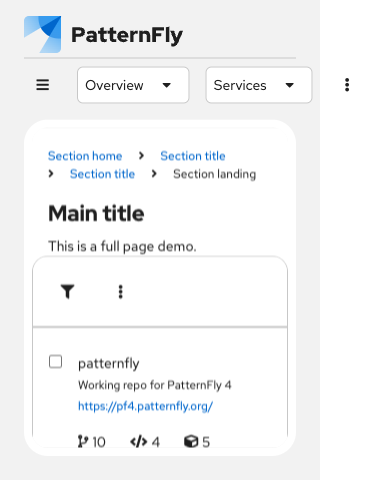 PatternFly
Overview Services
Section home Section title
Section title Section landing
Main title
This is a full page demo.
patternfly
Working repo for PatternFly 4
https://pf4.patternfly.org/
10 4 5